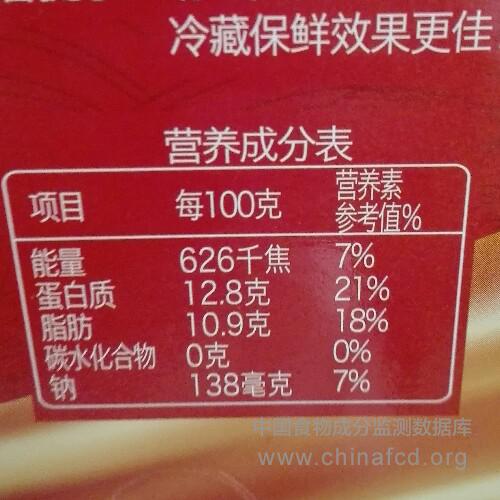 冷藏保鲜效果更佳
营养成分表
项目 每100克 营养素参考值%
能量 626千焦 7%
蛋白质 12.8克 21%
脂肪 10.9克 18%
碳水化合物 0克 0%
钠 138毫克 7%
中国食物成分监测数据库
www.chinafcd.org